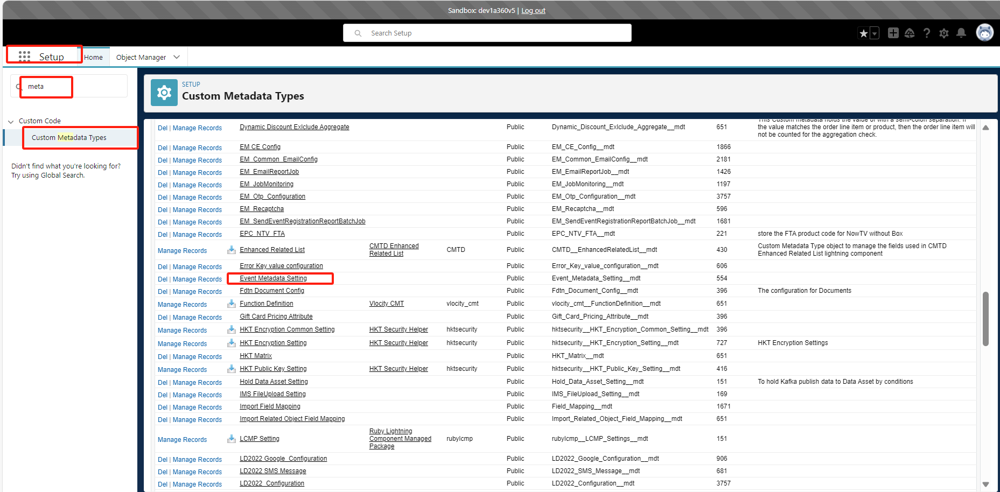 Sandbox: dev1a360v5 | Log out
Search Setup
Setup
Home
Object Manager
meta
Custom Code
Custom Metadata Types
Didn't find what you're looking for?
Try using Global Search.
SETUP
Custom Metadata Types
This Custom metadata holds the value of with a semi-colon separation. If
Del | Manage Records Dynamic Discount Exlclude Aggregate Public Dynamic_Discount_Exlclude_Aggregate__mdt 651 the value matches the order line item or product, then the order line item will
not be counted for the aggregation check.
Del | Manage Records EM CE Config Public EM_CE_Config__mdt 1866
Del | Manage Records EM_Common_EmailConfig Public EM_Common_EmailConfig__mdt 2181
Del | Manage Records EM_EmailReportJob Public EM_EmailReportJob__mdt 1426
Del | Manage Records EM_JobMonitoring Public EM_JobMonitoring__mdt 1197
Del | Manage Records EM_Otp_Configuration Public EM_Otp_Configuration__mdt 3757
Del | Manage Records EM_Recaptcha Public EM_Recaptcha__mdt 596
Del | Manage Records EM_SendEventRegistrationReportBatchJob Public EM_SendEventRegistrationReportBatchJob__mdt 1681
Del | Manage Records EPC_NTV_FTA Public EPC_NTV_FTA__mdt 221 store the FTA product code for NowTV without Box
Manage Records Enhanced Related List CMTD Enhanced CMTD Public CMTD__EnhancedRelatedList__mdt 430 Custom Metadata Type object to manage the fields used in CMTD
Related List Enhanced Related List lightning component
Del | Manage Records Error Key value configuration Public Error_Key_value_configuration__mdt 606
Del | Manage Records Event Metadata Setting Public Event_Metadata_Setting__mdt 554
Del | Manage Records Fdtn Document Config Public Fdtn_Document_Config__mdt 396 The configuration for Documents
Manage Records Function Definition Vlocity CMT vlocity_cmt Public vlocity_cmt__FunctionDefinition__mdt 651
Del | Manage Records Gift Card Pricing Attribute Public Gift_Card_Pricing_Attribute__mdt 396
Manage Records HKT Encryption Common Setting HKT Security Helper hktsecurity Public hktsecurity__HKT_Encryption_Common_Setting__mdt 396
Manage Records HKT Encryption Setting HKT Security Helper hktsecurity Public hktsecurity__HKT_Encryption_Setting__mdt 727 HKT Encryption Settings
Del | Manage Records HKT Matrix Public HKT_Matrix__mdt 651
Manage Records HKT Public Key Setting HKT Security Helper hktsecurity Public hktsecurity__HKT_Public_Key_Setting__mdt 416
Del | Manage Records Hold Data Asset Setting Public Hold_Data_Asset_Setting__mdt 151 To hold Kafka publish data to Data Asset by conditions
Del | Manage Records IMS FileUpload Setting Public IMS_FileUpload_Setting__mdt 169
Del | Manage Records Import Field Mapping Public Field_Mapping__mdt 1671
Del | Manage Records Import Related Object Field Mapping Public Import_Related_Object_Field_Mapping__mdt 651
Manage Records LCMP Setting Ruby Lightning Component Managed Package rubylcmp Public rubylcmp__LCMP_Settings__mdt 151
Del | Manage Records LD2022 Google_Configuration Public LD2022_Google_Configuration__mdt 906
Del | Manage Records LD2022 SMS Message Public LD2022_SMS_Message__mdt 681
Del | Manage Records LD2022_Configuration Public LD2022_Configuration__mdt 3757